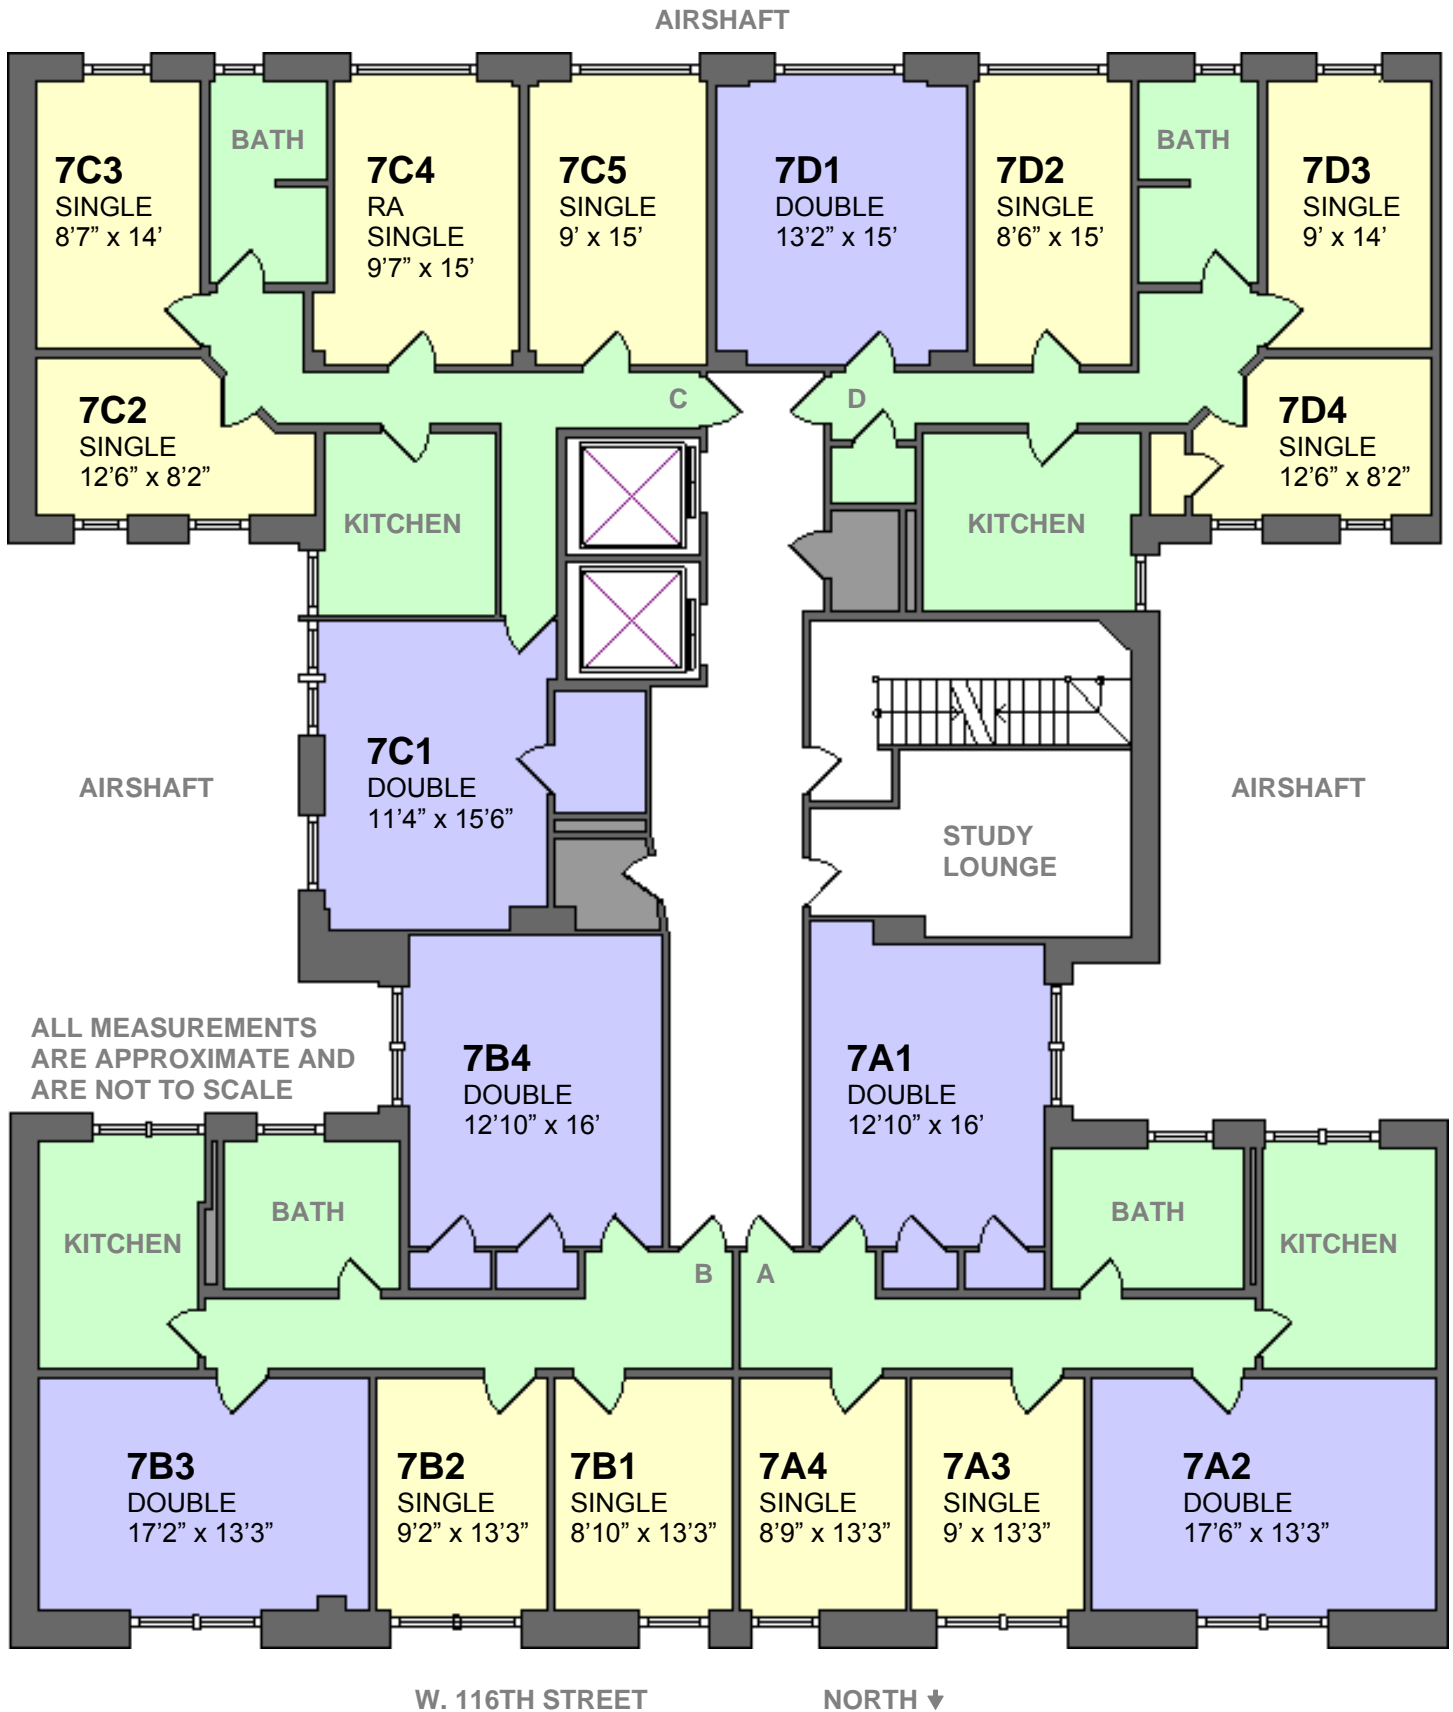 AIRSHAFT
7C3
SINGLE
8’7” x 14’
BATH
7C4
RA
SINGLE
9’7” x 15’
7C5
SINGLE
9’ x 15’
7D1
DOUBLE
13’2” x 15’
7D2
SINGLE
8’6” x 15’
BATH
7D3
SINGLE
9’ x 14’
7C2
SINGLE
12’6” x 8’2”
C
D
7D4
SINGLE
12’6” x 8’2”
KITCHEN
KITCHEN
AIRSHAFT
7C1
DOUBLE
11’4” x 15’6”
AIRSHAFT
STUDY
LOUNGE
ALL MEASUREMENTS
ARE APPROXIMATE AND
ARE NOT TO SCALE
7B4
DOUBLE
12’10” x 16’
7A1
DOUBLE
12’10” x 16’
KITCHEN
BATH
B
A
BATH
KITCHEN
7B3
DOUBLE
17’2” x 13’3”
7B2
SINGLE
9’2” x 13’3”
7B1
SINGLE
8’10” x 13’3”
7A4
SINGLE
8’9” x 13’3”
7A3
SINGLE
9’ x 13’3”
7A2
DOUBLE
17’6” x 13’3”
W. 116TH STREET
NORTH